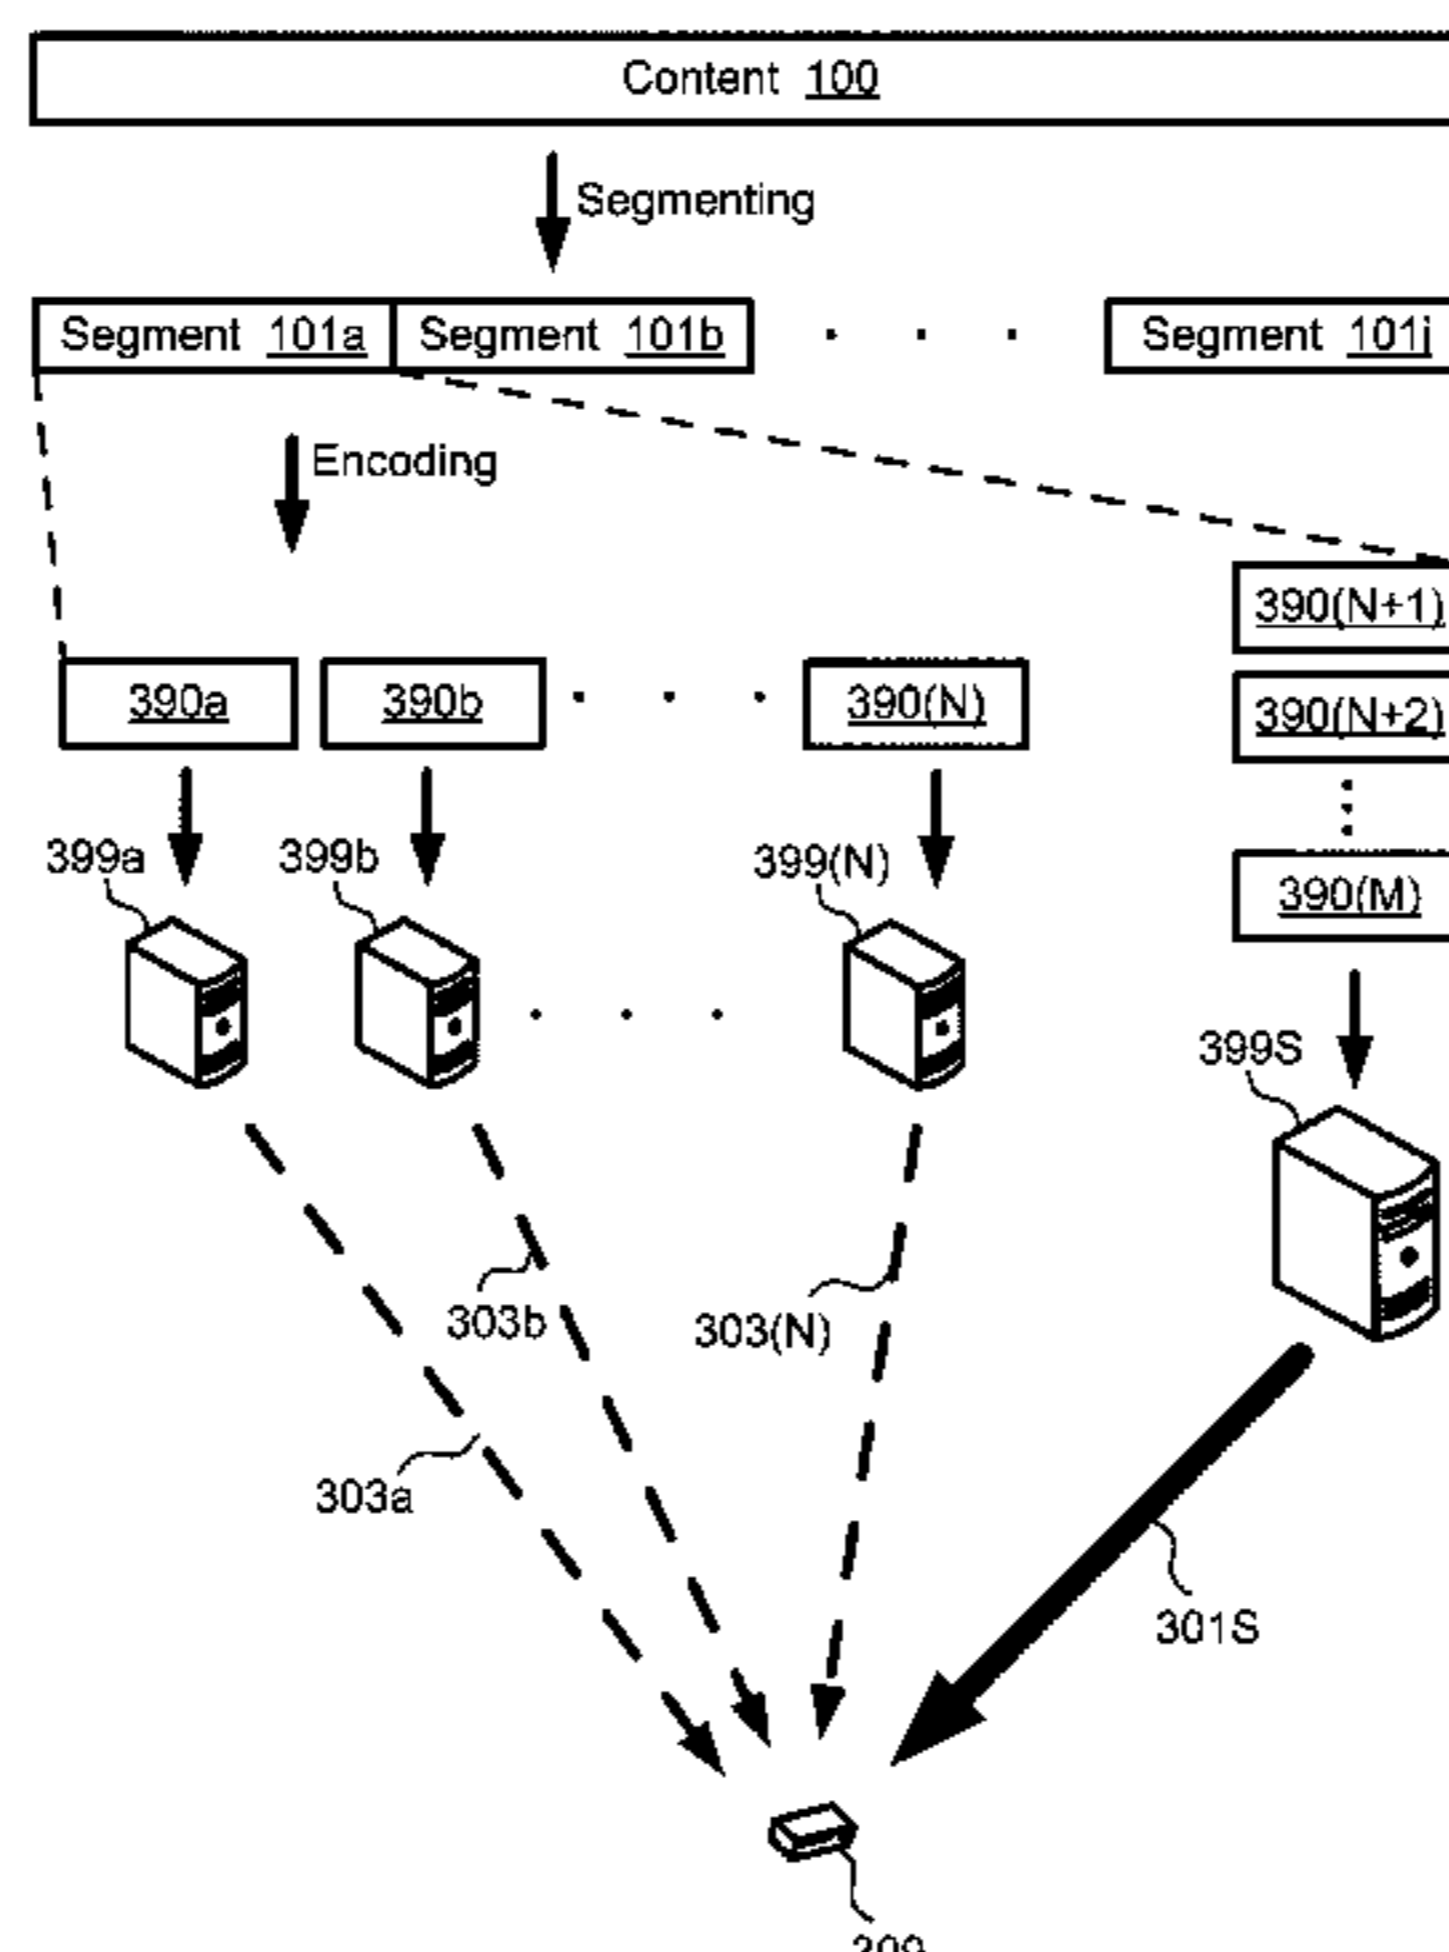 Content 100
Segmenting
Segment 101a Segment 101b . . . Segment 101j
Encoding
390(N+1)
390a 390b . . . 390(N)
390(N+2)
399a 399b 399(N)
390(M)
399S
303b 303(N)
303a
301S